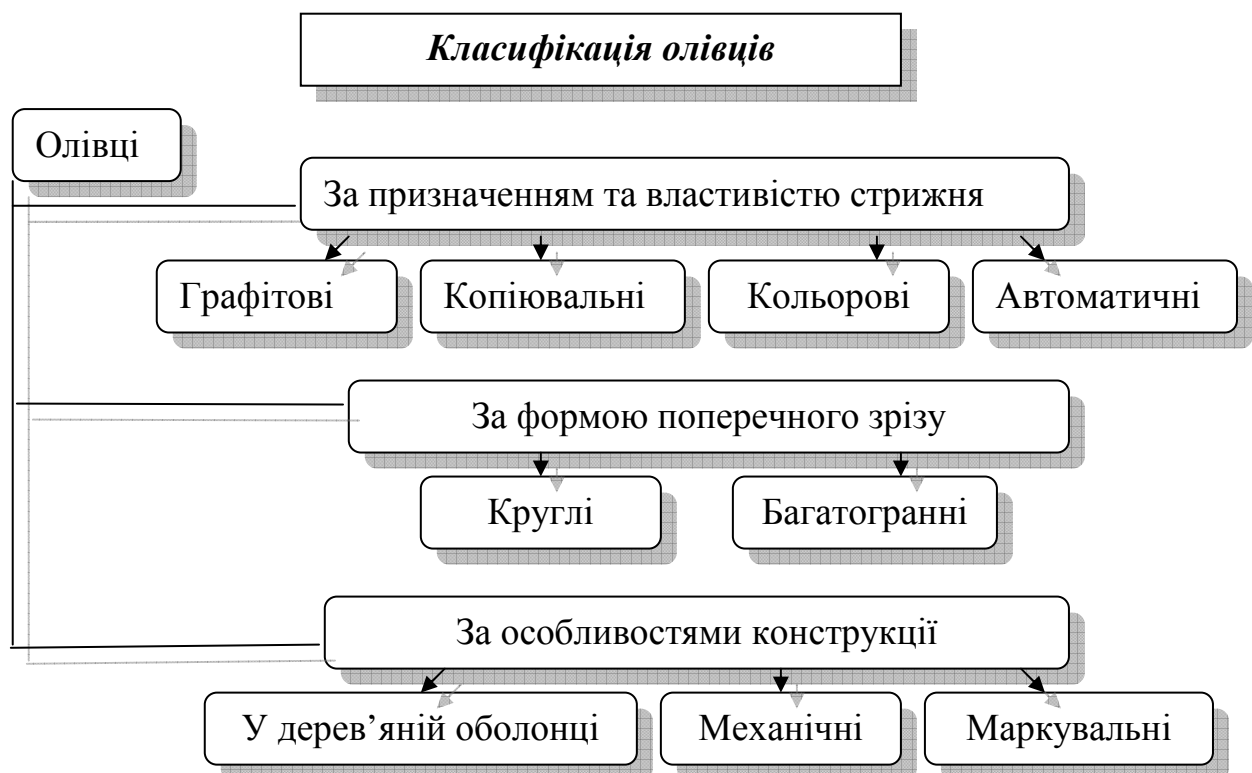 Класифікація олівців
Олівці
За призначенням та властивістю стрижня
Графітові
Копіювальні
Кольорові
Автоматичні
За формою поперечного зрізу
Круглі
Багатогранні
За особливостями конструкції
У дерев’яній оболонці
Механічні
Маркувальні